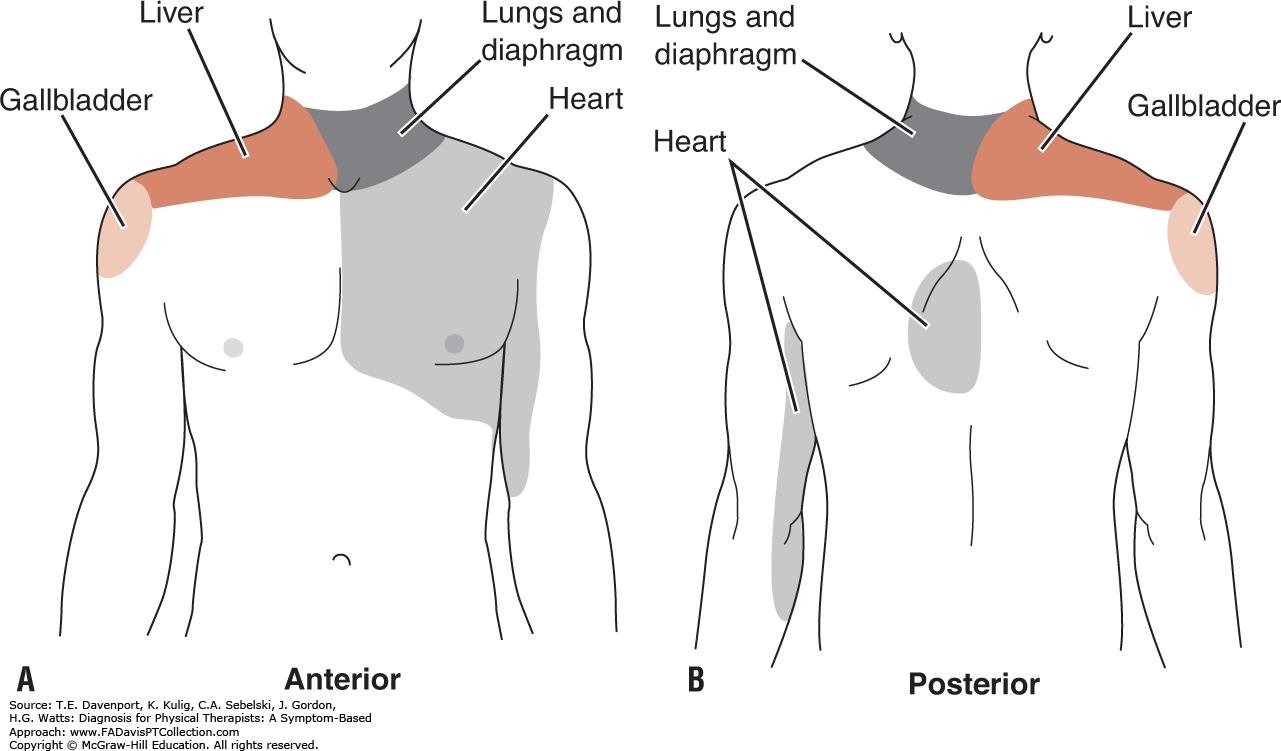 Liver
Lungs and
diaphragm
Gallbladder
Heart
A
Anterior
Lungs and
diaphragm
Liver
Gallbladder
Heart
B
Posterior
Source: T.E. Davenport, K. Kulig, C.A. Sebelski, J. Gordon,
H.G. Watts: Diagnosis for Physical Therapists: A Symptom-Based
Approach: www.FADavisPTCollection.com
Copyright © McGraw-Hill Education. All rights reserved.